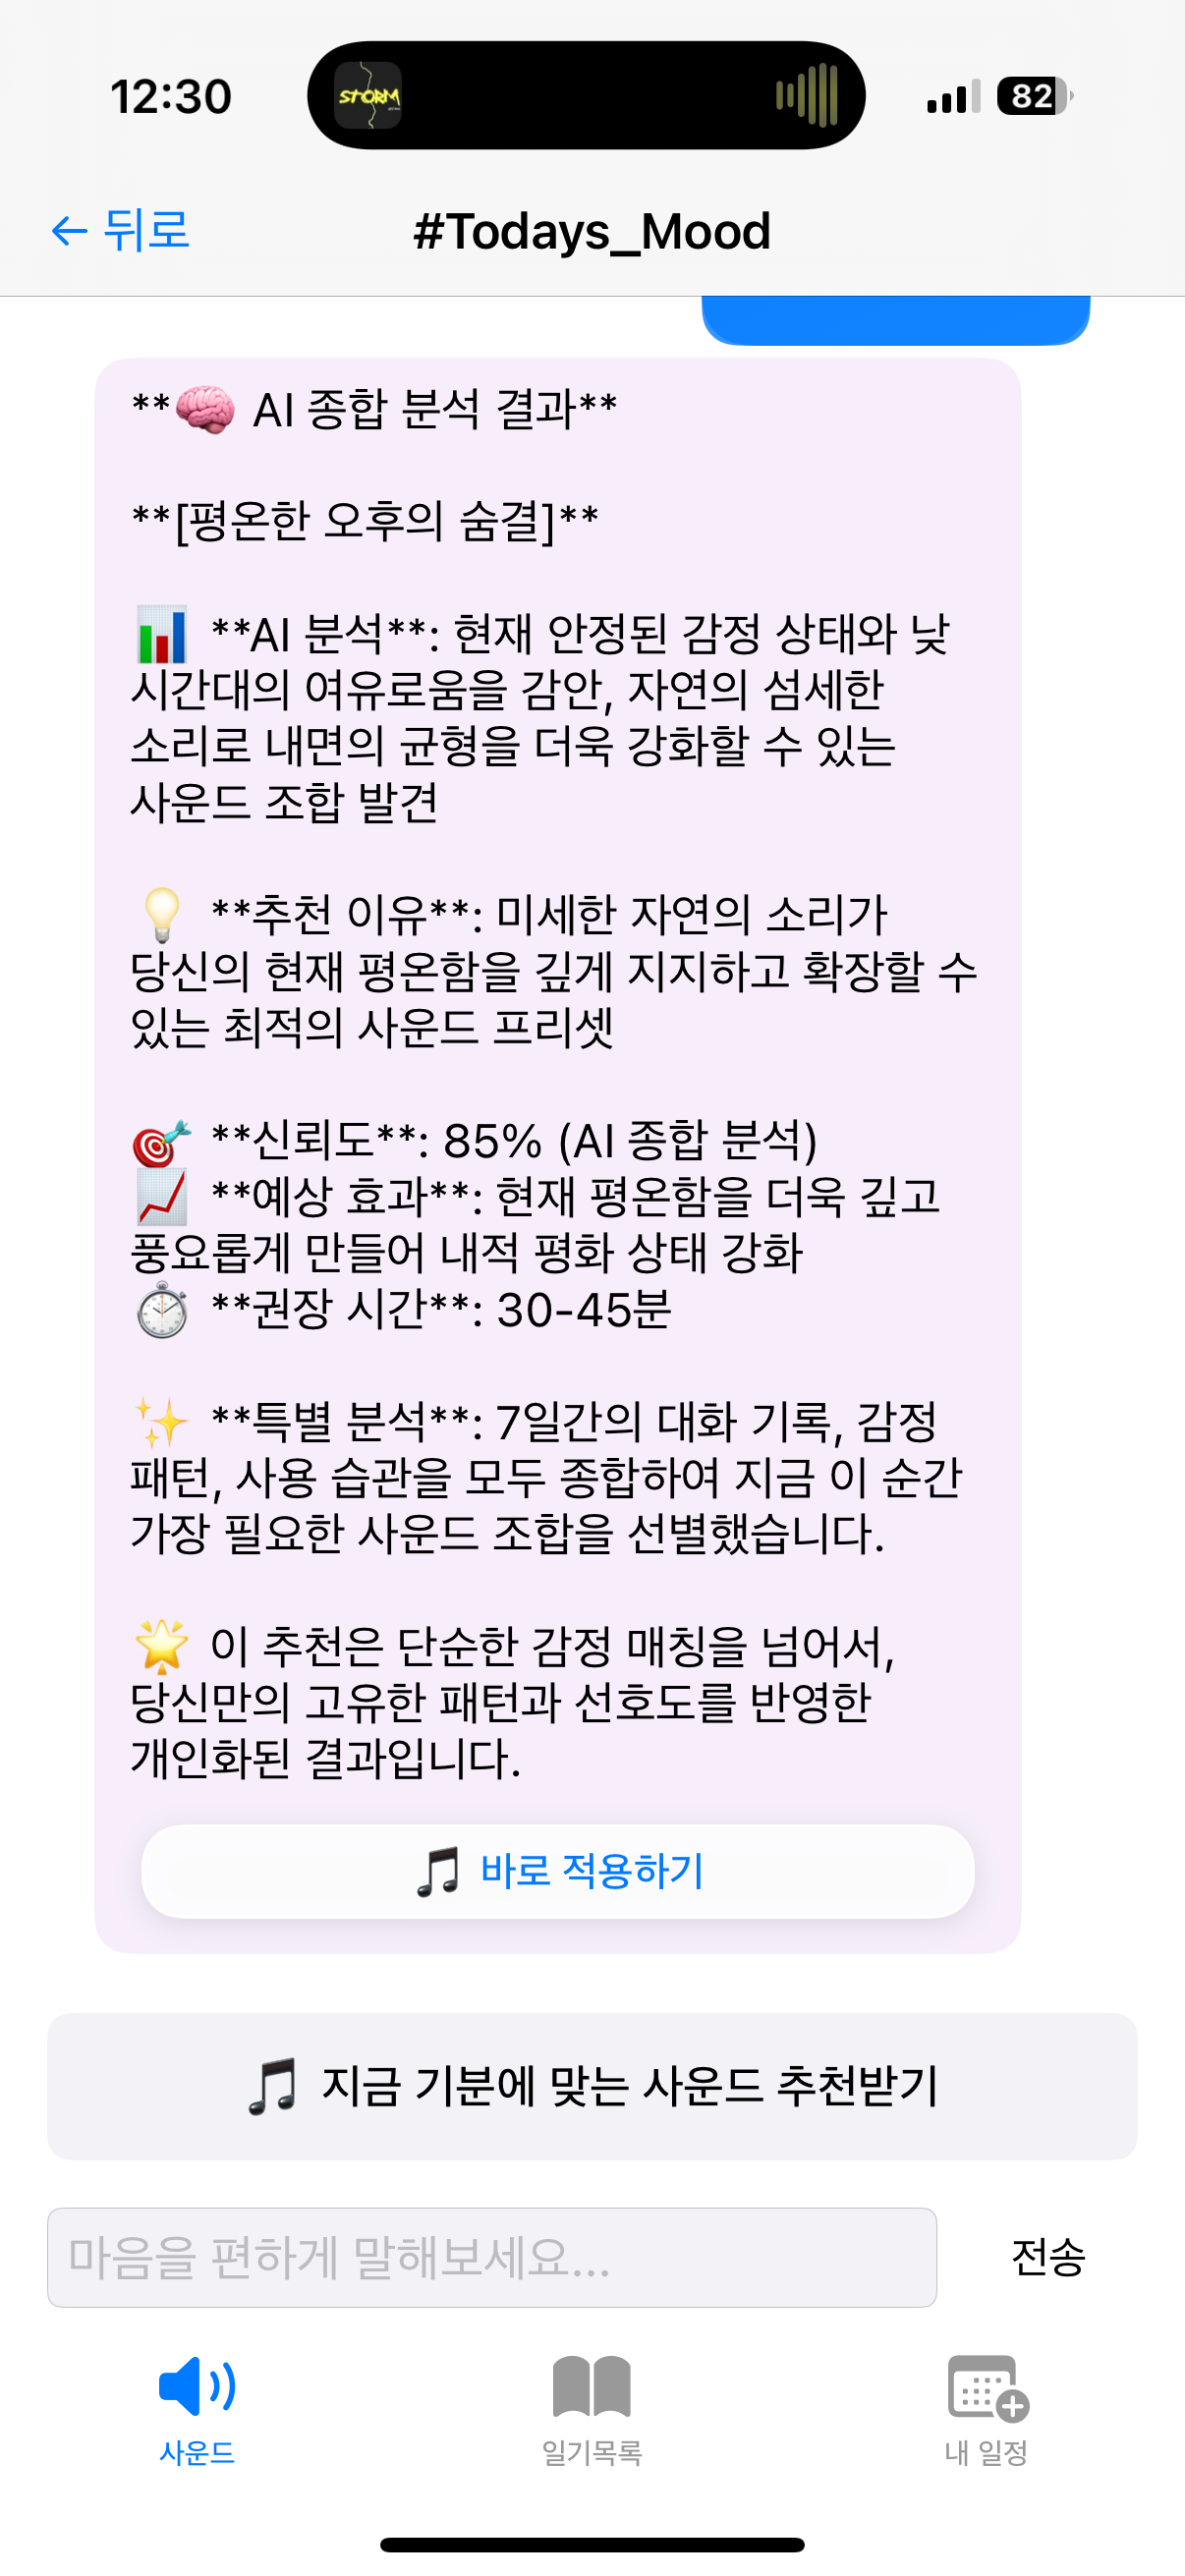 12:30
STORM
82
← 뒤로
#Todays_Mood
**🧠 AI 종합 분석 결과**
**[평온한 오후의 숨결]**
📊 **AI 분석**: 현재 안정된 감정 상태와 낮
시간대의 여유로움을 감안, 자연의 섬세한
소리로 내면의 균형을 더욱 강화할 수 있는
사운드 조합 발견
💡 **추천 이유**: 미세한 자연의 소리가
당신의 현재 평온함을 깊게 지지하고 확장할 수
있는 최적의 사운드 프리셋
🎯 **신뢰도**: 85% (AI 종합 분석)
📈 **예상 효과**: 현재 평온함을 더욱 깊고
풍요롭게 만들어 내적 평화 상태 강화
⏱️ **권장 시간**: 30-45분
✨ **특별 분석**: 7일간의 대화 기록, 감정
패턴, 사용 습관을 모두 종합하여 지금 이 순간
가장 필요한 사운드 조합을 선별했습니다.
🌟 이 추천은 단순한 감정 매칭을 넘어서,
당신만의 고유한 패턴과 선호도를 반영한
개인화된 결과입니다.
🎵 바로 적용하기
🎵 지금 기분에 맞는 사운드 추천받기
마음을 편하게 말해보세요...
전송
사운드
일기목록
내 일정